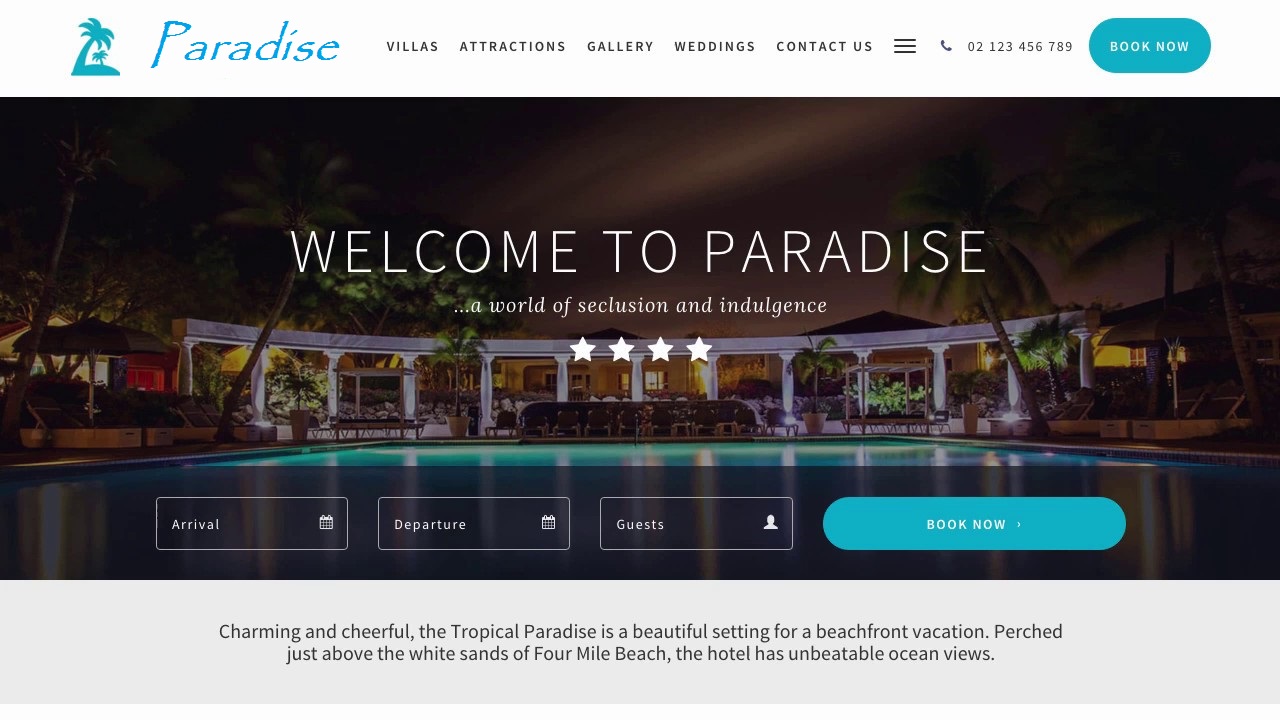 Paradise
VILLAS ATTRACTIONS GALLERY WEDDINGS CONTACT US 02 123 456 789 BOOK NOW
WELCOME TO PARADISE
...a world of seclusion and indulgence
Arrival Departure Guests BOOK NOW ›
Charming and cheerful, the Tropical Paradise is a beautiful setting for a beachfront vacation. Perched
just above the white sands of Four Mile Beach, the hotel has unbeatable ocean views.